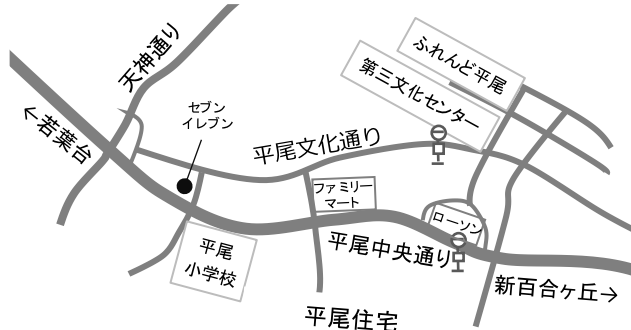 天神通り
←若葉台
セブン
イレブン
平尾文化通り
ふれんど平尾
第三文化センター
ファミリー
マート
ローソン
平尾
小学校
平尾中央通り
新百合ヶ丘→
平尾住宅